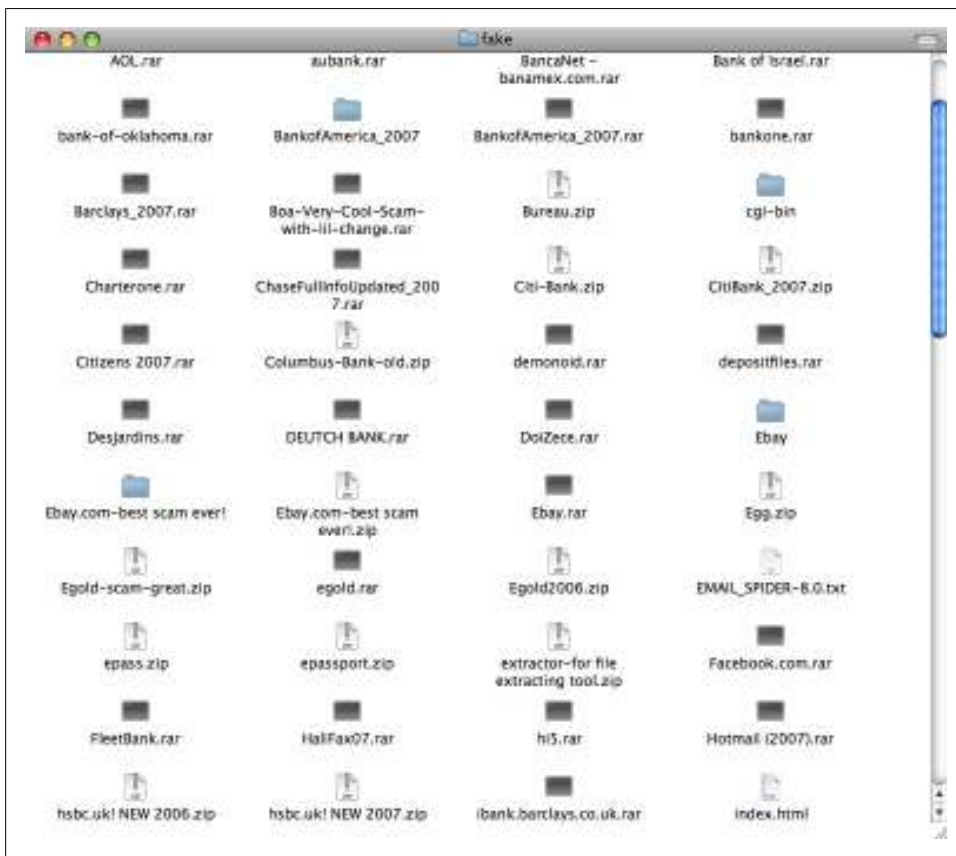 fake
AOL.rar
aubank.rar
BancaNet -
banamex.com.rar
Bank of Israel.rar
bank-of-oklahoma.rar
BankofAmerica_2007
BankofAmerica_2007.rar
bankone.rar
Barclays_2007.rar
Boa-Very-Cool-Scam-
with-lil-change.rar
Bureau.zip
cgi-bin
Charterone.rar
ChaseFullInfoUpdated_200
7.rar
Citi-Bank.zip
CitiBank_2007.zip
Citizens 2007.rar
Columbus-Bank-old.zip
demonoid.rar
depositfiles.rar
Desjardins.rar
DEUTCH BANK.rar
DoiZece.rar
Ebay
Ebay.com-best scam ever!
Ebay.com-best scam
ever!.zip
Ebay.rar
Egg.zip
Egold-scam-great.zip
egold.rar
Egold2006.zip
EMAIL_SPIDER-8.0.txt
epass.zip
epassport.zip
extractor-for file
extracting tool.zip
Facebook.com.rar
FleetBank.rar
HaliFax07.rar
hi5.rar
Hotmail (2007).rar
hsbc.uk! NEW 2006.zip
hsbc.uk! NEW 2007.zip
ibank.barclays.co.uk.rar
index.html